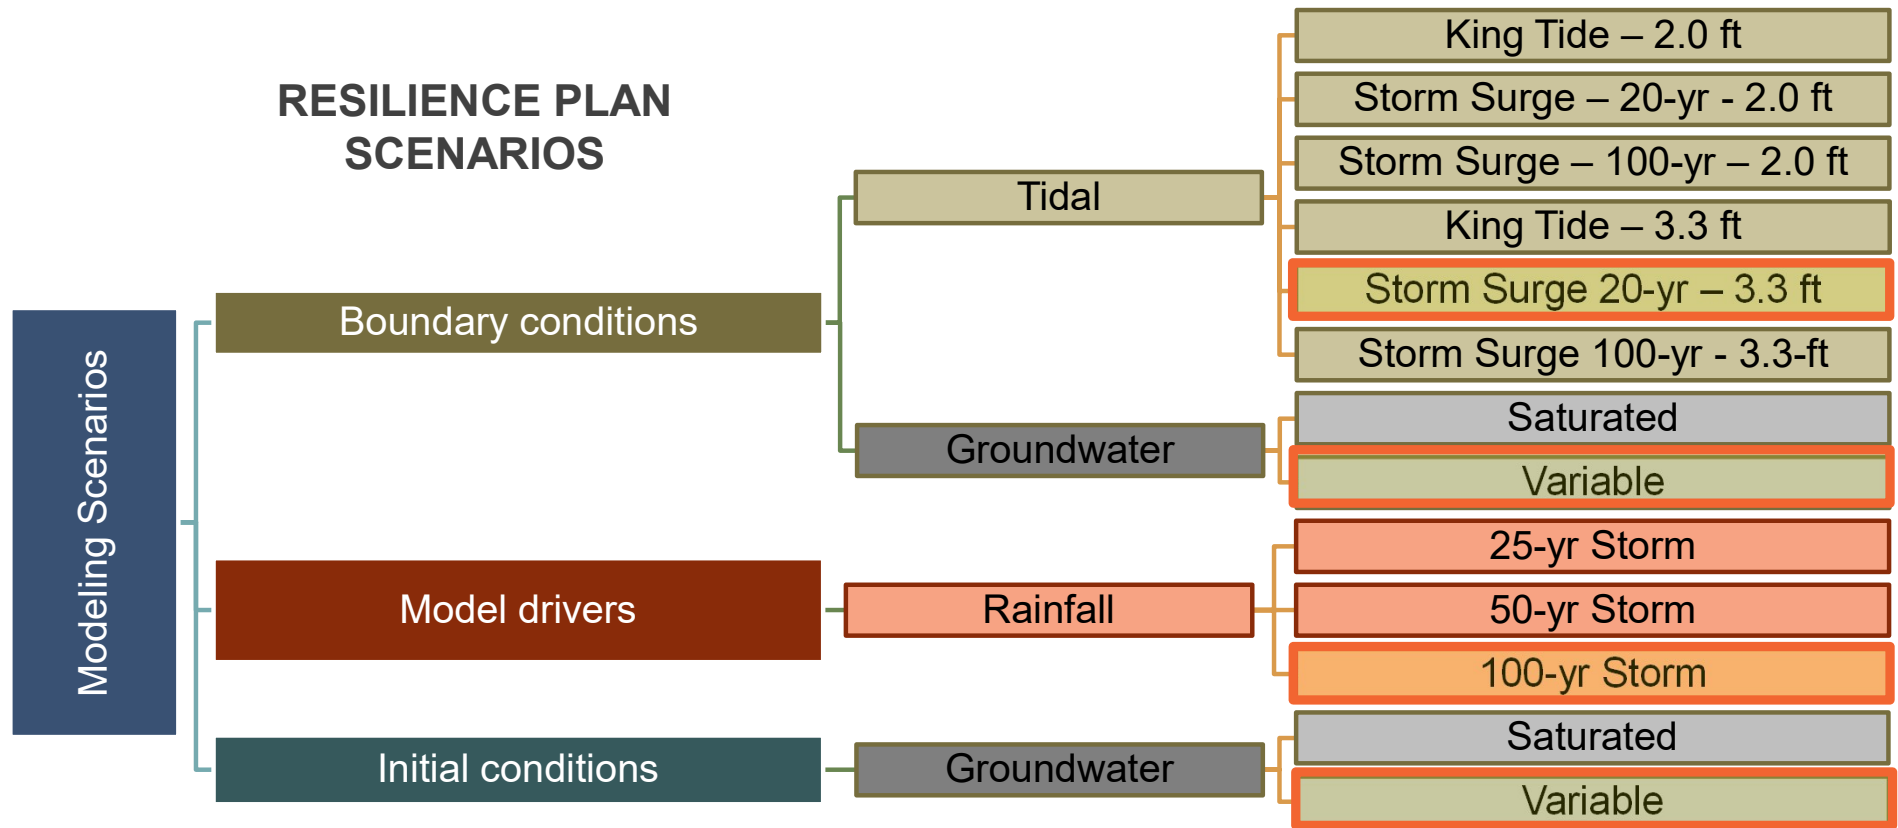 RESILIENCE PLAN
SCENARIOS
Modeling Scenarios
Boundary conditions
Tidal
King Tide – 2.0 ft
Storm Surge – 20-yr - 2.0 ft
Storm Surge – 100-yr – 2.0 ft
King Tide – 3.3 ft
Storm Surge 20-yr – 3.3 ft
Storm Surge 100-yr - 3.3-ft
Groundwater
Saturated
Variable
Model drivers
Rainfall
25-yr Storm
50-yr Storm
100-yr Storm
Initial conditions
Groundwater
Saturated
Variable